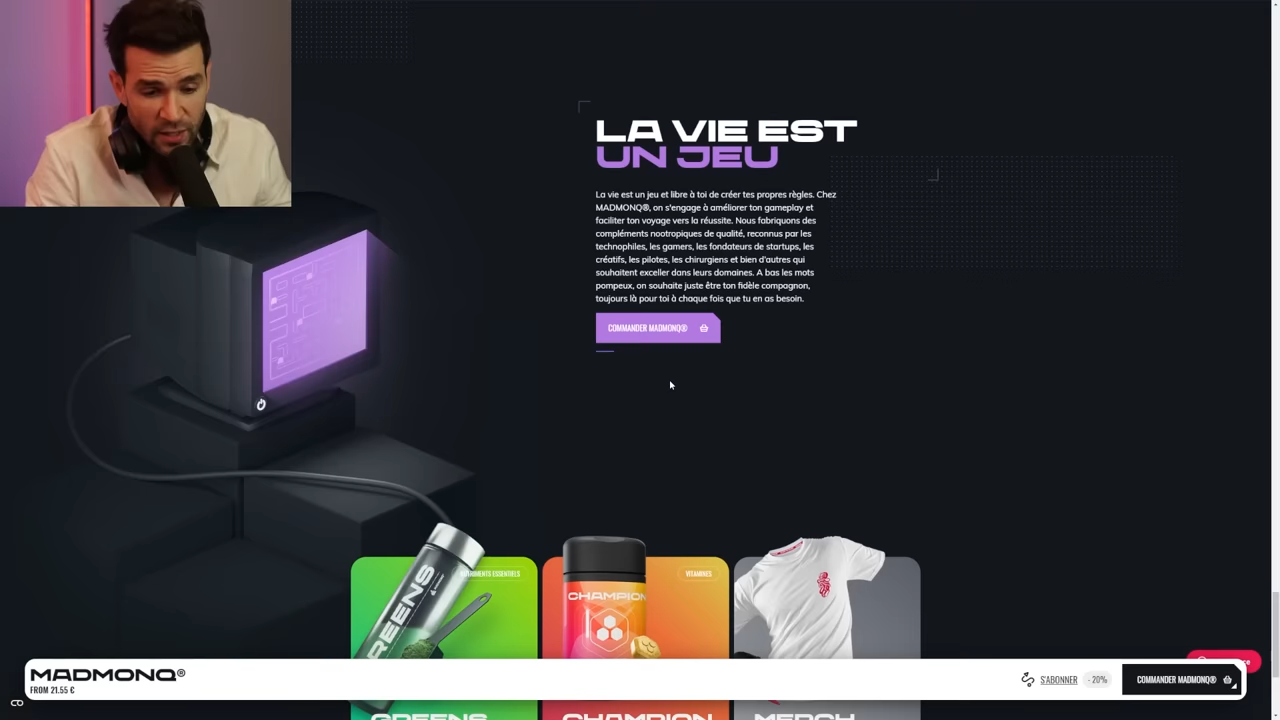 LA VIE EST
UN JEU
La vie est un jeu et libre à toi de créer tes propres règles. Chez
MADMONQ®, on s'engage à améliorer ton gameplay et
faciliter ton voyage vers la réussite. Nous fabriquons des
compléments nootropiques de qualité, reconnus par les
technophiles, les gamers, les fondateurs de startups, les
créatifs, les pilotes, les chirurgiens et bien d'autres qui
souhaitent exceller dans leurs domaines. A bas les mots
pompeux, on souhaite juste être ton fidèle compagnon,
toujours là pour toi à chaque fois que tu en as besoin.
COMMANDER MADMONQ®
ESSENTIELS
VITAMINES
CHAMPION
MADMONQ®
FROM 21.55 €
S'ABONNER
- 20%
COMMANDER MADMONQ®
GREENS
CHAMPION
MERCH